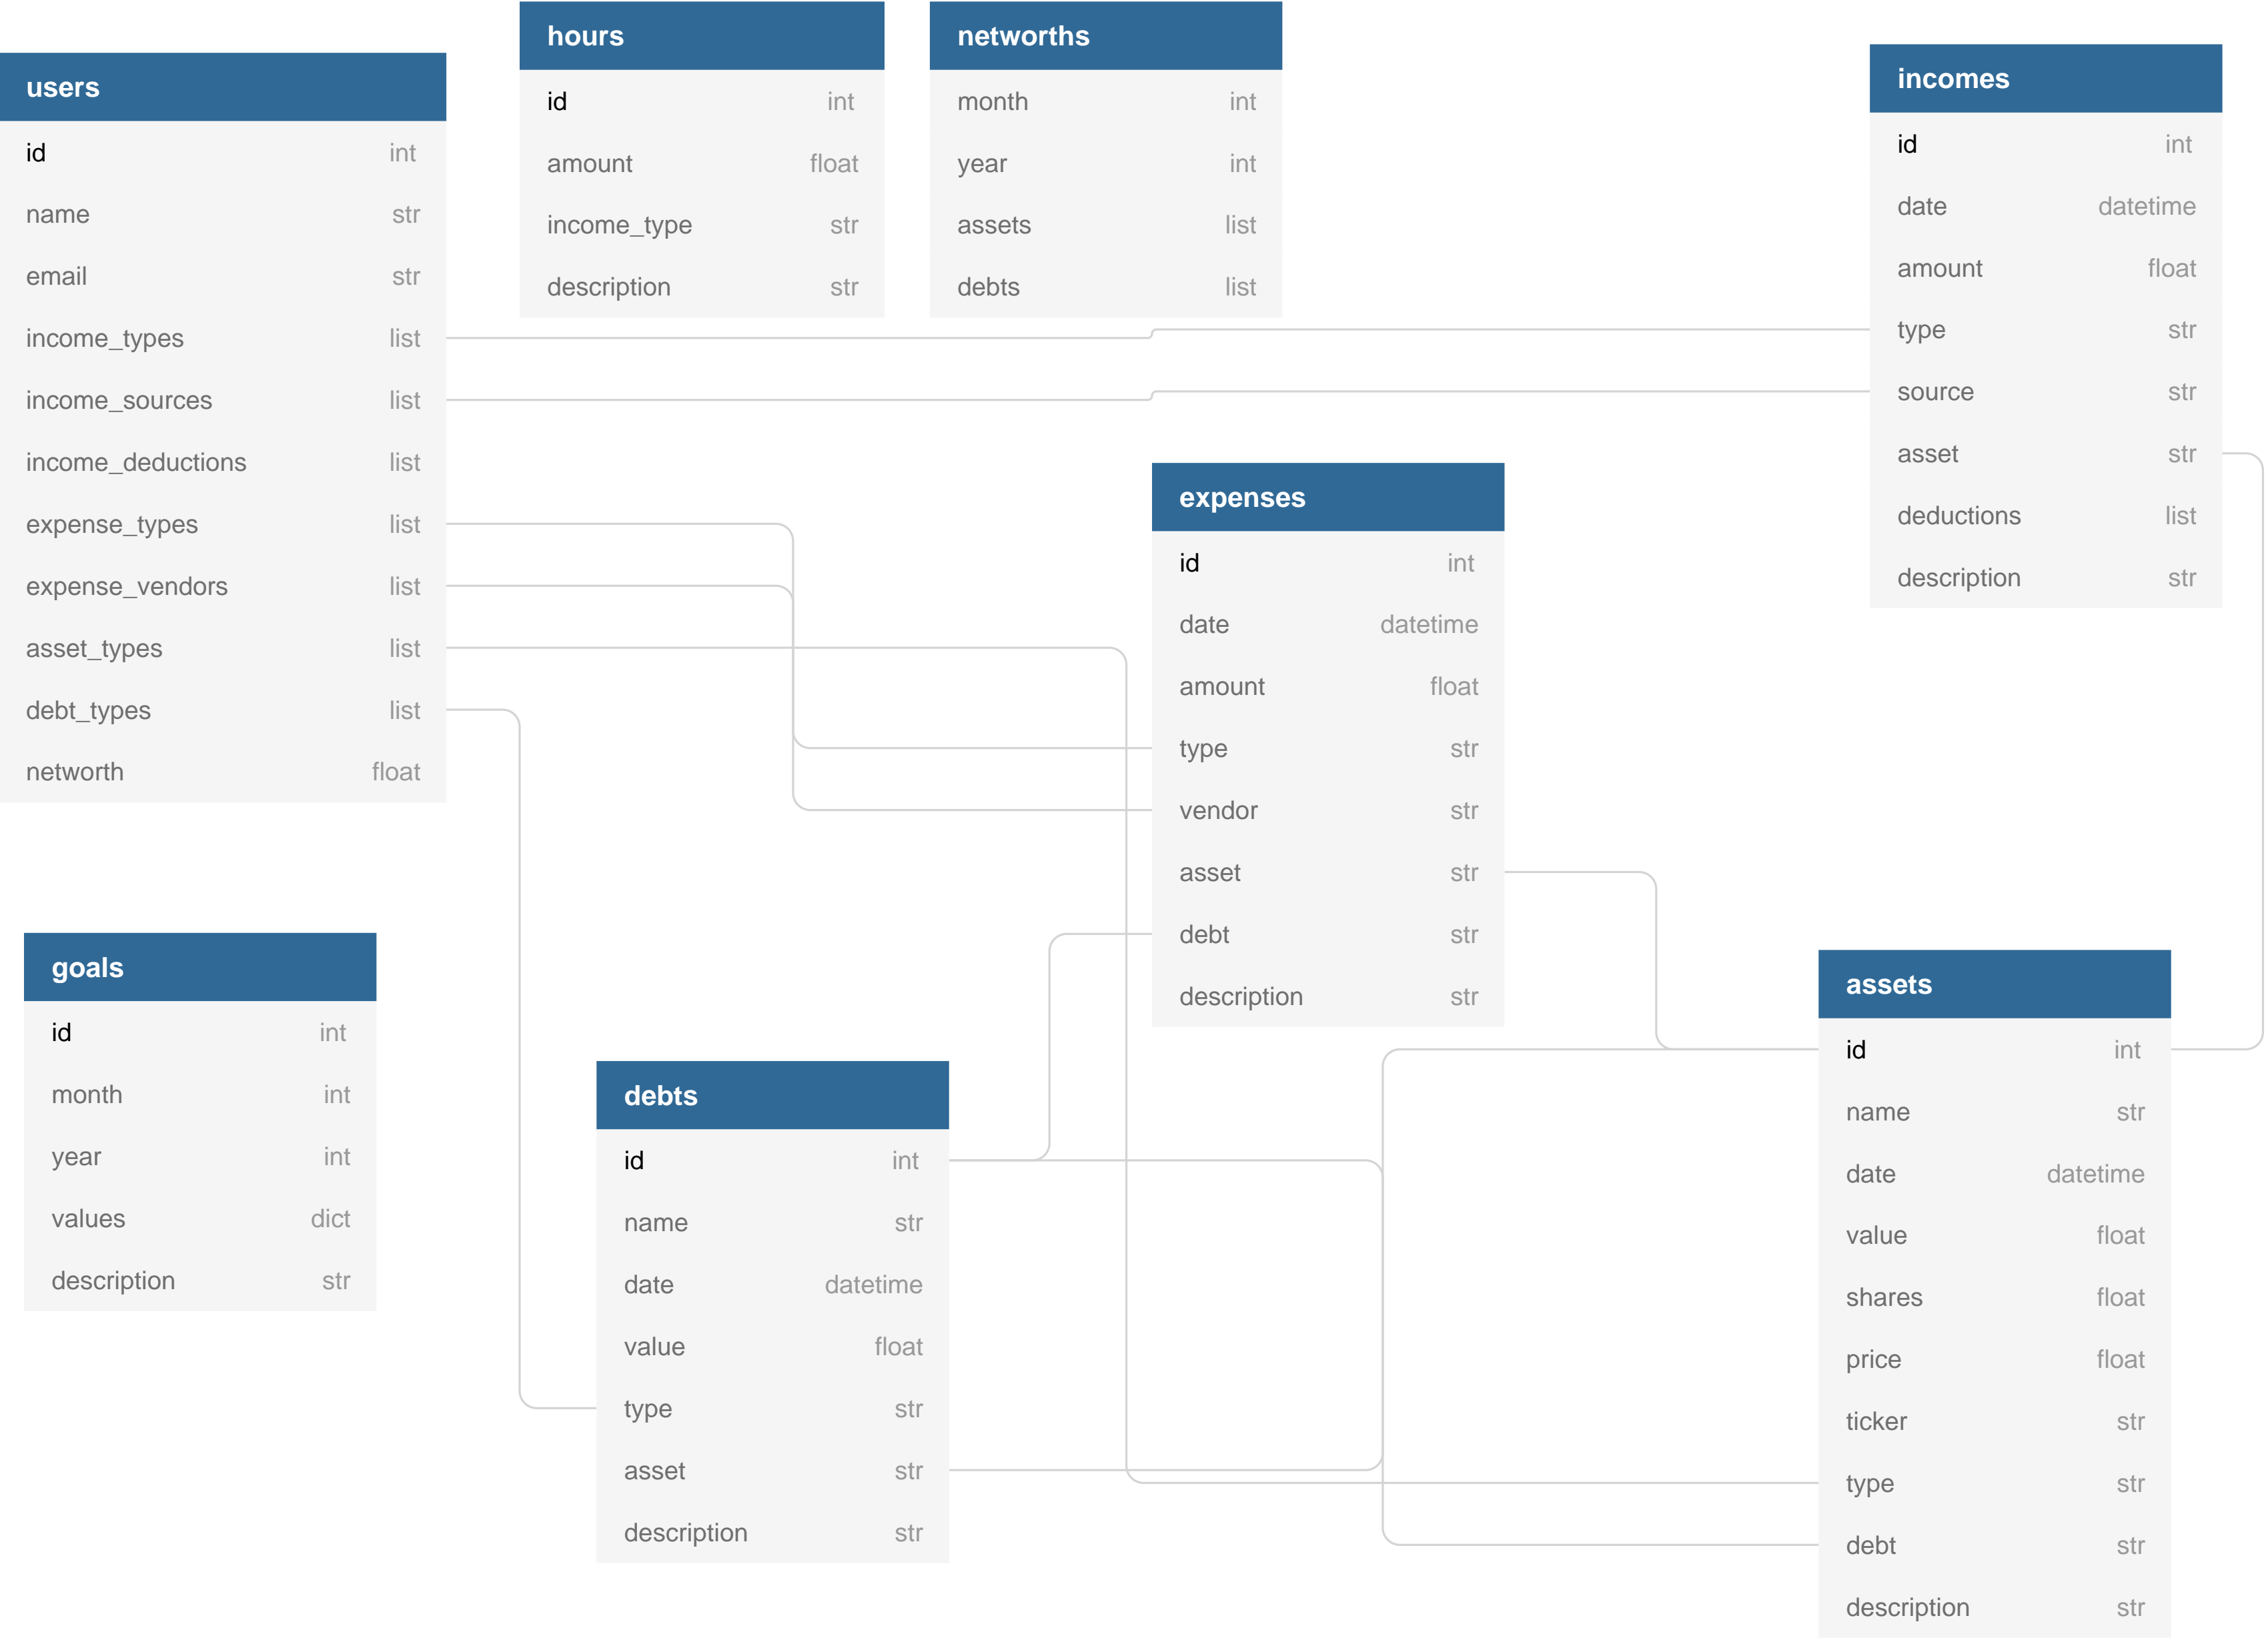 users
id int
name str
email str
income_types list
income_sources list
income_deductions list
expense_types list
expense_vendors list
asset_types list
debt_types list
networth float
hours
id int
amount float
income_type str
description str
networths
month int
year int
assets list
debts list
incomes
id int
date datetime
amount float
type str
source str
asset str
deductions list
description str
expenses
id int
date datetime
amount float
type str
vendor str
asset str
debt str
description str
goals
id int
month int
year int
values dict
description str
debts
id int
name str
date datetime
value float
type str
asset str
description str
assets
id int
name str
date datetime
value float
shares float
price float
ticker str
type str
debt str
description str